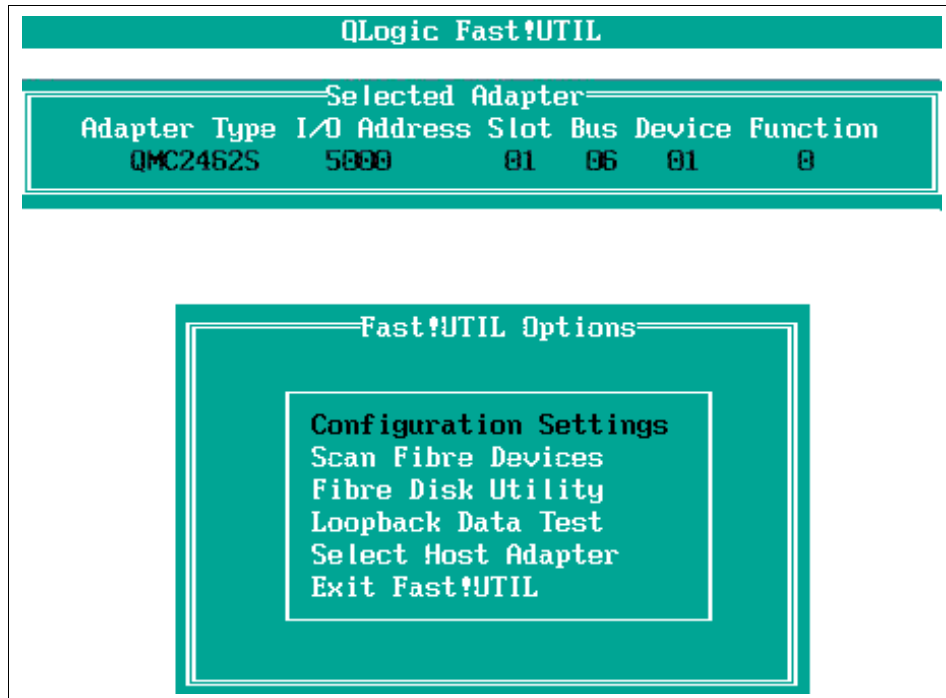 QLogic Fast!UTIL
Selected Adapter
Adapter Type I/O Address Slot Bus Device Function
QMC2462S 5000 01 06 01 0
Fast!UTIL Options
Configuration Settings
Scan Fibre Devices
Fibre Disk Utility
Loopback Data Test
Select Host Adapter
Exit Fast!UTIL